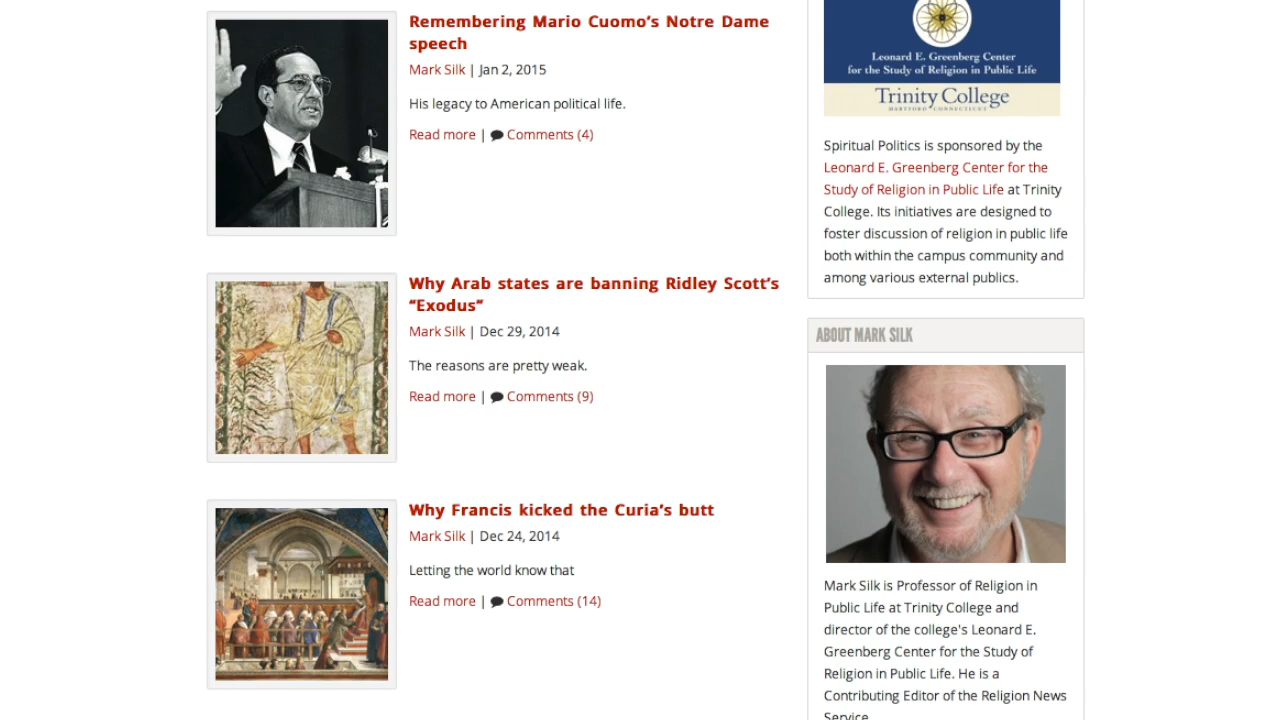 Remembering Mario Cuomo's Notre Dame
speech
Mark Silk | Jan 2, 2015
His legacy to American political life.
Read more | Comments (4)
Why Arab states are banning Ridley Scott's
"Exodus"
Mark Silk | Dec 29, 2014
The reasons are pretty weak.
Read more | Comments (9)
Why Francis kicked the Curia's butt
Mark Silk | Dec 24, 2014
Letting the world know that
Read more | Comments (14)
Leonard E. Greenberg Center
for the Study of Religion in Public Life
Trinity College
HARTFORD CONNECTICUT
Spiritual Politics is sponsored by the
Leonard E. Greenberg Center for the
Study of Religion in Public Life at Trinity
College. Its initiatives are designed to
foster discussion of religion in public life
both within the campus community and
among various external publics.
ABOUT MARK SILK
Mark Silk is Professor of Religion in
Public Life at Trinity College and
director of the college's Leonard E.
Greenberg Center for the Study of
Religion in Public Life. He is a
Contributing Editor of the Religion News
Service